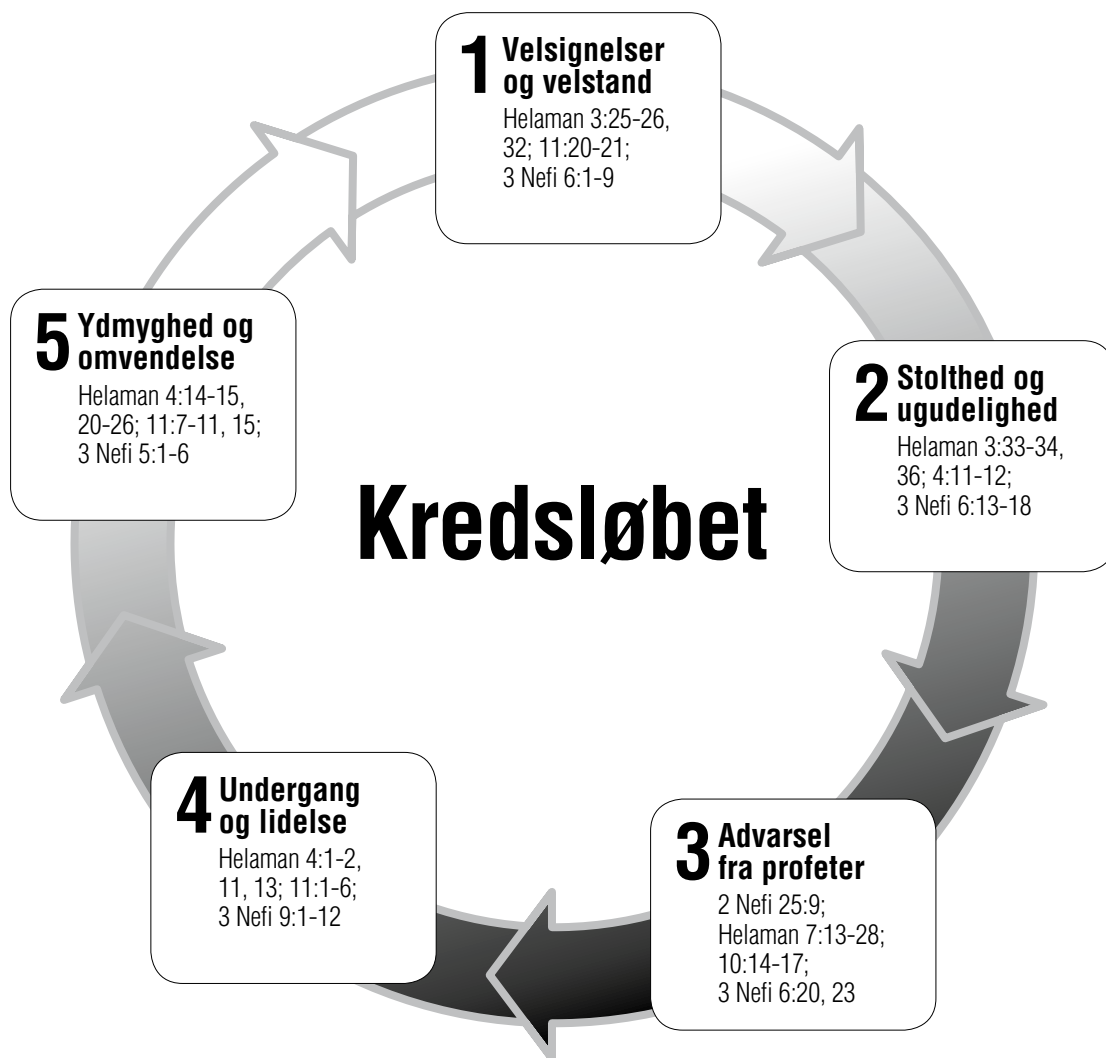 1 Velsignelser
og velstand
Helaman 3:25-26,
32; 11:20-21;
3 Nefi 6:1-9
2 Stolthed og
ugudelighed
Helaman 3:33-34,
36; 4:11-12;
3 Nefi 6:13-18
3 Advarsel
fra profeter
2 Nefi 25:9;
Helaman 7:13-28;
10:14-17;
3 Nefi 6:20, 23
4 Undergang
og lidelse
Helaman 4:1-2,
11, 13; 11:1-6;
3 Nefi 9:1-12
5 Ydmyghed og
omvendelse
Helaman 4:14-15,
20-26; 11:7-11, 15;
3 Nefi 5:1-6
Kredsløbet